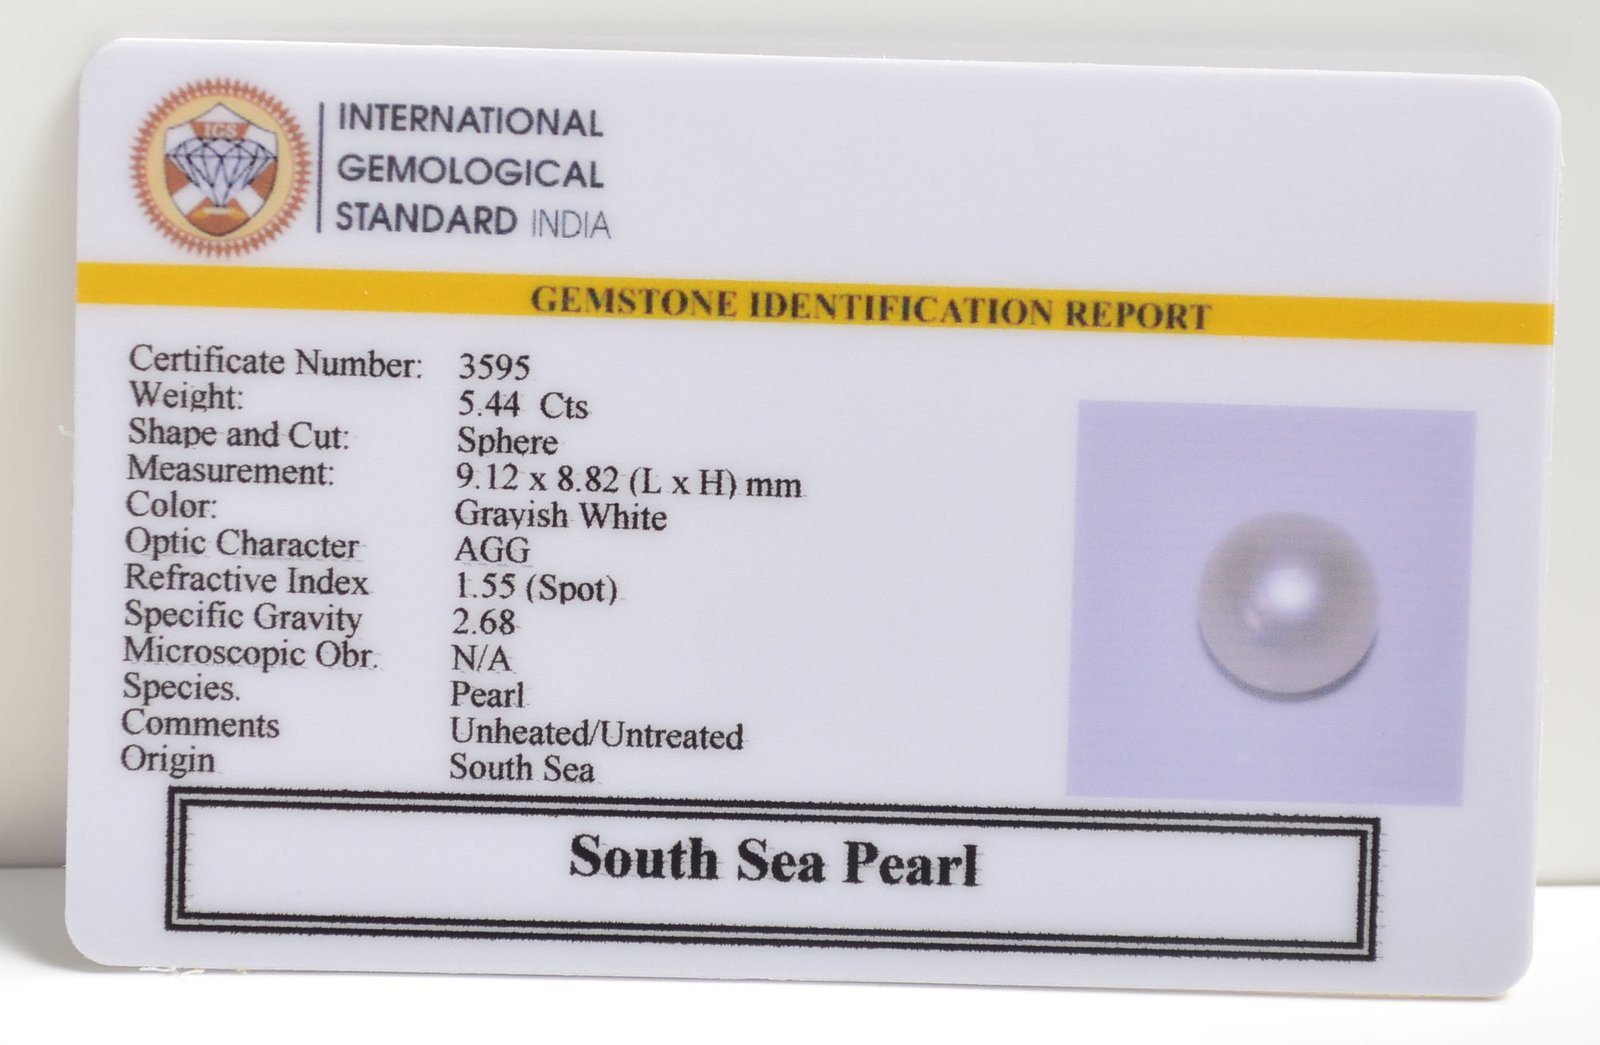 IGS
INTERNATIONAL
GEMOLOGICAL
STANDARD INDIA
GEMSTONE IDENTIFICATION REPORT
Certificate Number: 3595
Weight: 5.44 Cts
Shape and Cut: Sphere
Measurement: 9.12 x 8.82 (L x H) mm
Color: Grayish White
Optic Character AGG
Refractive Index 1.55 (Spot)
Specific Gravity 2.68
Microscopic Obr. N/A
Species. Pearl
Comments Unheated/Untreated
Origin South Sea
South Sea Pearl